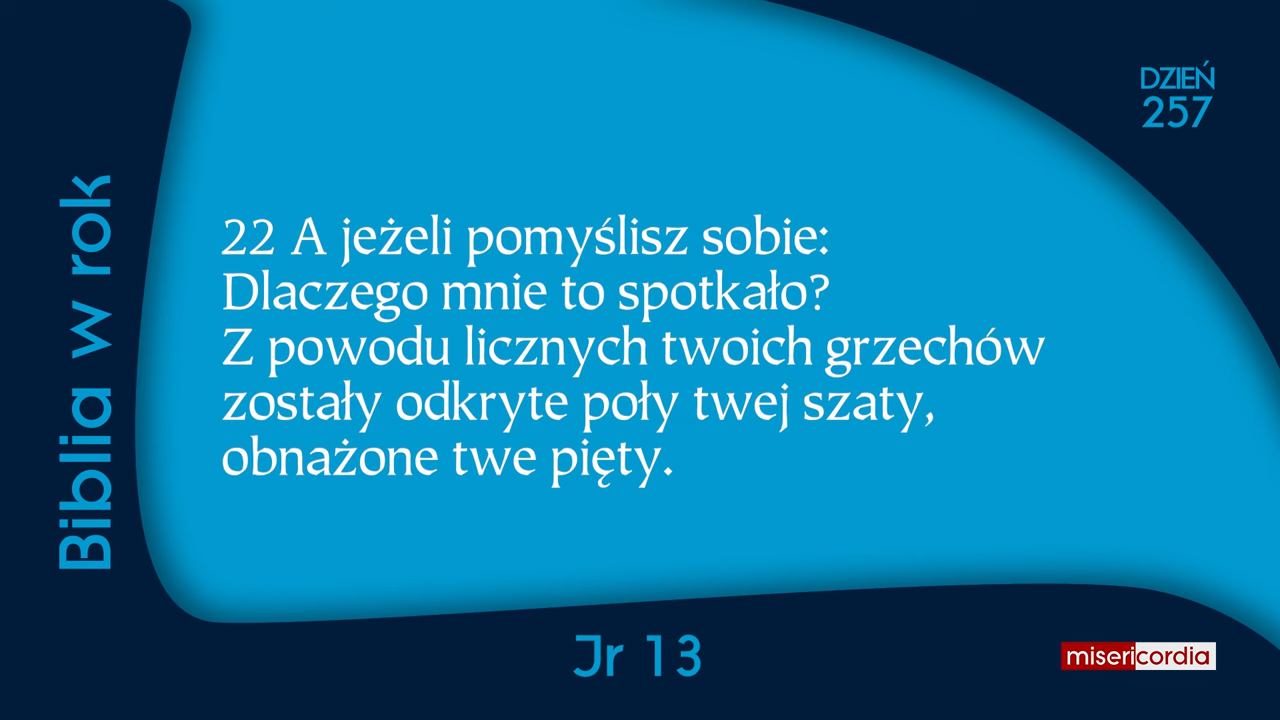 DZIEŃ
257
Biblia w rok
22 A jeżeli pomyślisz sobie:
Dlaczego mnie to spotkało?
Z powodu licznych twoich grzechów
zostały odkryte poły twej szaty,
obnażone twe pięty.
Jr 13
misericordia